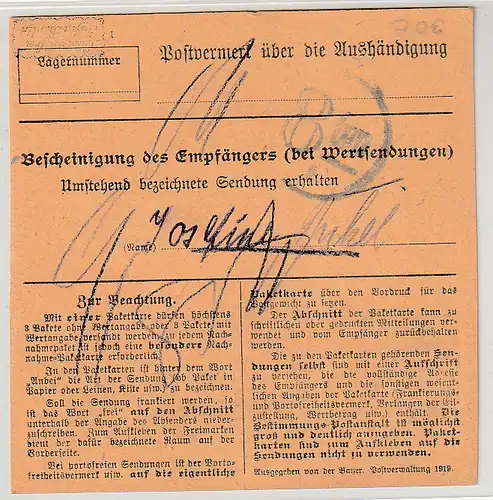 30C
Lagernummer
Postvermerk über die Aushändigung
Bescheinigung des Empfängers (bei Wertsendungen)
Umstehend bezeichnete Sendung erhalten
(Name)
Zur Beachtung.
Mit einer Paketkarte dürfen höchstens
3 Pakete ohne Wertangabe oder 3 Pakete mit
Wertangabe verschickt werden; zu jedem Nach-
nahmepaket ist jedoch eine besondere Nach-
nahme-Paketkarte erforderlich.
In den Paketkarten ist hinter dem Wort
„Anbei" die Art der Sendung (ob Paket in
Papier oder Leinen, Kiste usw.) zu bezeichnen.
Soll die Sendung frankiert werden, so
ist das Wort „frei" auf den Abschnitt
unterhalb der Angabe des Absenders nieder-
zuschreiben. Zum Aufkleben der Freimarken
dient der dafür bezeichnete Raum auf der
Vorderseite.
Bei portofreien Sendungen ist der Porto-
freiheitsvermerk usw. auf die eigentliche
Paketkarte über den Vordruck für das
Postgewicht zu setzen.
Der Abschnitt der Paketkarte kann zu
schriftlichen oder gedruckten Mitteilungen ver-
wendet und vom Empfänger zurückbehalten
werden.
Die zu den Paketkarten gehörenden Sen-
dungen selbst sind mit einer Aufschrift
zu versehen, die die vollständige Adresse
des Empfängers und die sonstigen wesent-
lichen Angaben der Paketkarte (Frankierungs-
und Portofreiheitsvermerk, Verlangen der Eil-
zustellung, Wertbetrag usw.) enthält. Die
Bestimmungs-Postanstalt ist möglichst
groß und deutlich anzugeben. Paket-
karten sind zum Aufkleben auf die
Sendungen nicht zu verwenden.
Ausgegeben von der Bayer. Postverwaltung 1919.